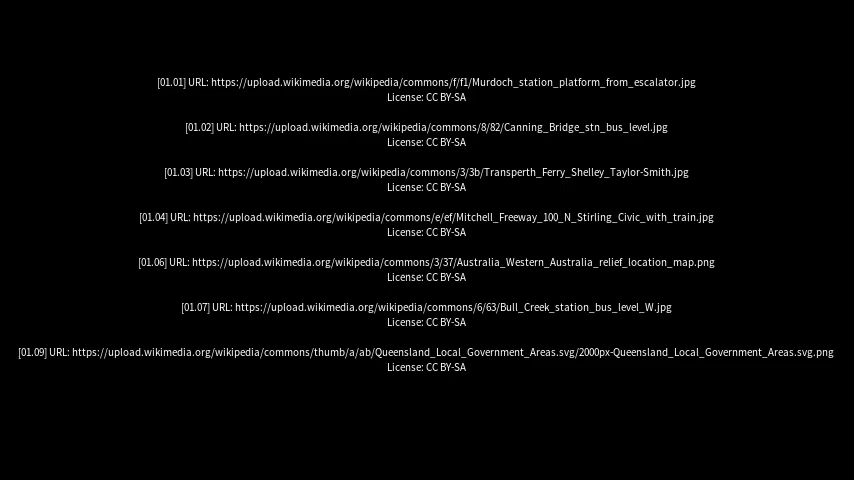 [01.01] URL: https://upload.wikimedia.org/wikipedia/commons/f/f1/Murdoch_station_platform_from_escalator.jpg
License: CC BY-SA
[01.02] URL: https://upload.wikimedia.org/wikipedia/commons/8/82/Canning_Bridge_stn_bus_level.jpg
License: CC BY-SA
[01.03] URL: https://upload.wikimedia.org/wikipedia/commons/3/3b/Transperth_Ferry_Shelley_Taylor-Smith.jpg
License: CC BY-SA
[01.04] URL: https://upload.wikimedia.org/wikipedia/commons/e/ef/Mitchell_Freeway_100_N_Stirling_Civic_with_train.jpg
License: CC BY-SA
[01.06] URL: https://upload.wikimedia.org/wikipedia/commons/3/37/Australia_Western_Australia_relief_location_map.png
License: CC BY-SA
[01.07] URL: https://upload.wikimedia.org/wikipedia/commons/6/63/Bull_Creek_station_bus_level_W.jpg
License: CC BY-SA
[01.09] URL: https://upload.wikimedia.org/wikipedia/commons/thumb/a/ab/Queensland_Local_Government_Areas.svg/2000px-Queensland_Local_Government_Areas.svg.png
License: CC BY-SA